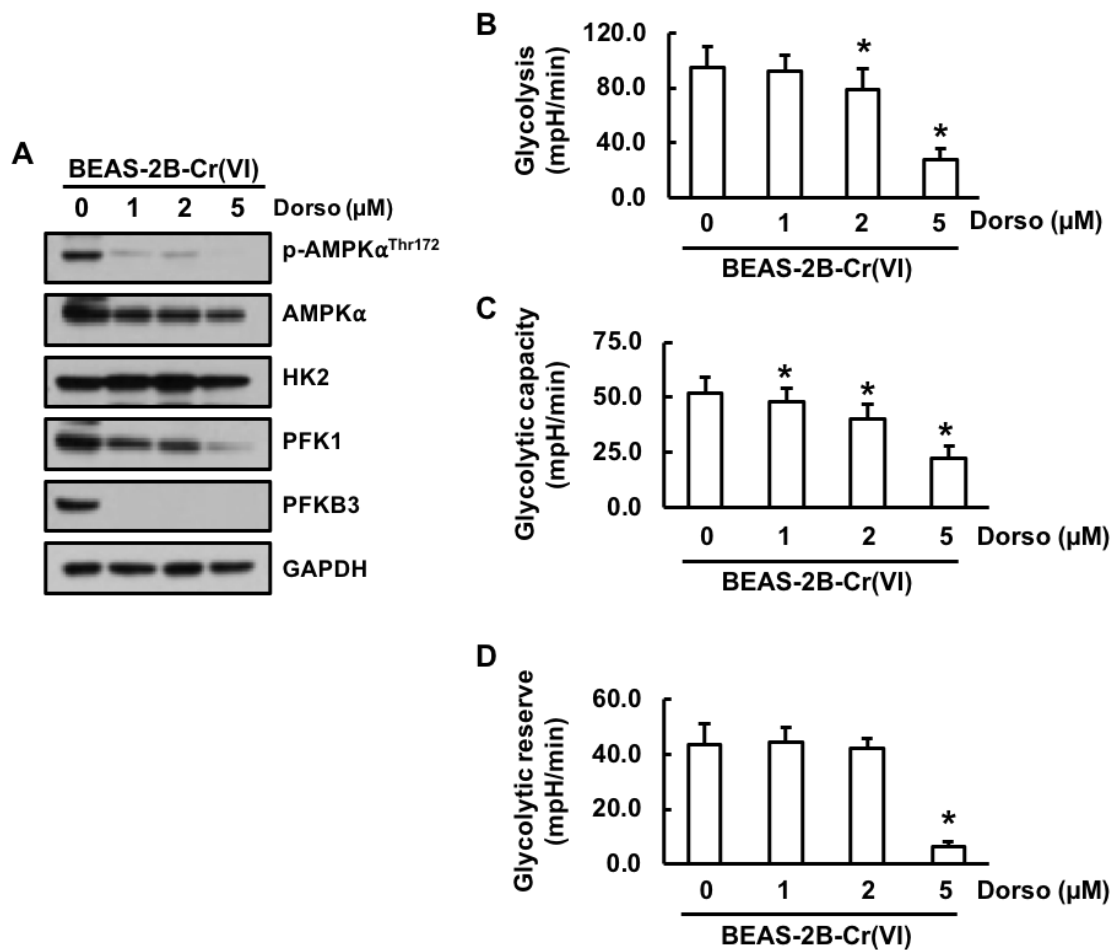 A
BEAS-2B-Cr(VI)
0 1 2 5 Dorso (μM)
p-AMPKαThr172
AMPKα
HK2
PFK1
PFKB3
GAPDH
B
Glycolysis
(mpH/min)
120.0
80.0
40.0
0.0
* *
0 1 2 5 Dorso (μM)
BEAS-2B-Cr(VI)
C
Glycolytic capacity
(mpH/min)
75.0
50.0
25.0
0.0
* * *
0 1 2 5 Dorso (μM)
BEAS-2B-Cr(VI)
D
Glycolytic reserve
(mpH/min)
60.0
40.0
20.0
0.0
*
0 1 2 5 Dorso (μM)
BEAS-2B-Cr(VI)